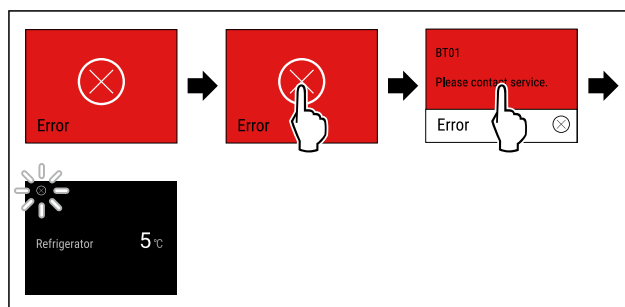 Error
Error
BT01
Please contact service.
Error
Refrigerator 5 °C